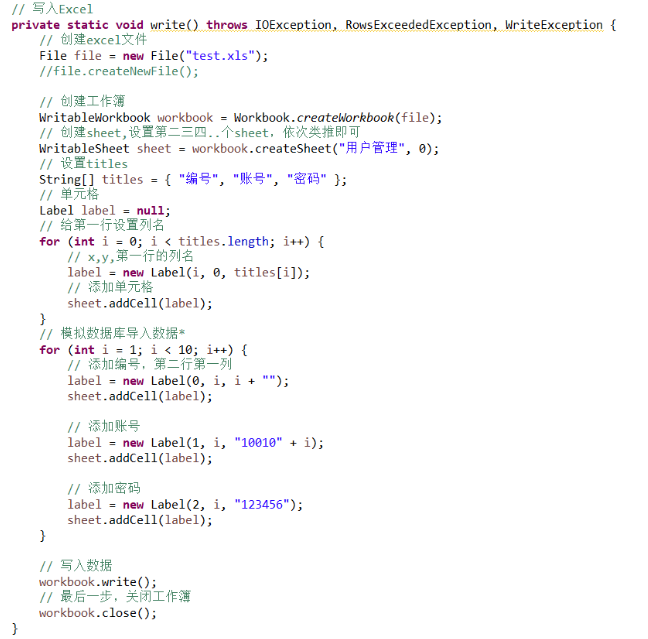 // 写入Excel
private static void write() throws IOException, RowsExceededException, WriteException {
    // 创建excel文件
    File file = new File("test.xls");
    //file.createNewFile();

    // 创建工作簿
    WritableWorkbook workbook = Workbook.createWorkbook(file);
    // 创建sheet,设置第二三四..个sheet，依次类推即可
    WritableSheet sheet = workbook.createSheet("用户管理", 0);
    // 设置titles
    String[] titles = { "编号", "账号", "密码" };
    // 单元格
    Label label = null;
    // 给第一行设置列名
    for (int i = 0; i < titles.length; i++) {
        // x,y,第一行的列名
        label = new Label(i, 0, titles[i]);
        // 添加单元格
        sheet.addCell(label);
    }
    // 模拟数据库导入数据*
    for (int i = 1; i < 10; i++) {
        // 添加编号，第二行第一列
        label = new Label(0, i, i + "");
        sheet.addCell(label);

        // 添加账号
        label = new Label(1, i, "10010" + i);
        sheet.addCell(label);

        // 添加密码
        label = new Label(2, i, "123456");
        sheet.addCell(label);
    }

    // 写入数据
    workbook.write();
    // 最后一步，关闭工作簿
    workbook.close();
}